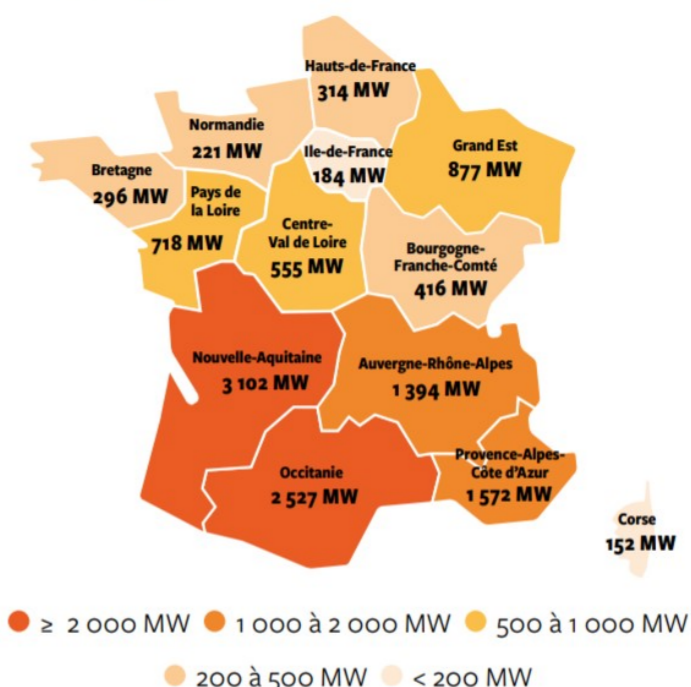 Hauts-de-France
314 MW
Normandie
221 MW
Ile-de-France
184 MW
Grand Est
877 MW
Bretagne
296 MW
Pays de
la Loire
718 MW
Centre-
Val de Loire
555 MW
Bourgogne-
Franche-Comté
416 MW
Nouvelle-Aquitaine
3 102 MW
Auvergne-Rhône-Alpes
1 394 MW
Occitanie
2 527 MW
Provence-Alpes-
Côte d'Azur
1 572 MW
Corse
152 MW
≥ 2 000 MW 1 000 à 2 000 MW 500 à 1 000 MW
200 à 500 MW < 200 MW